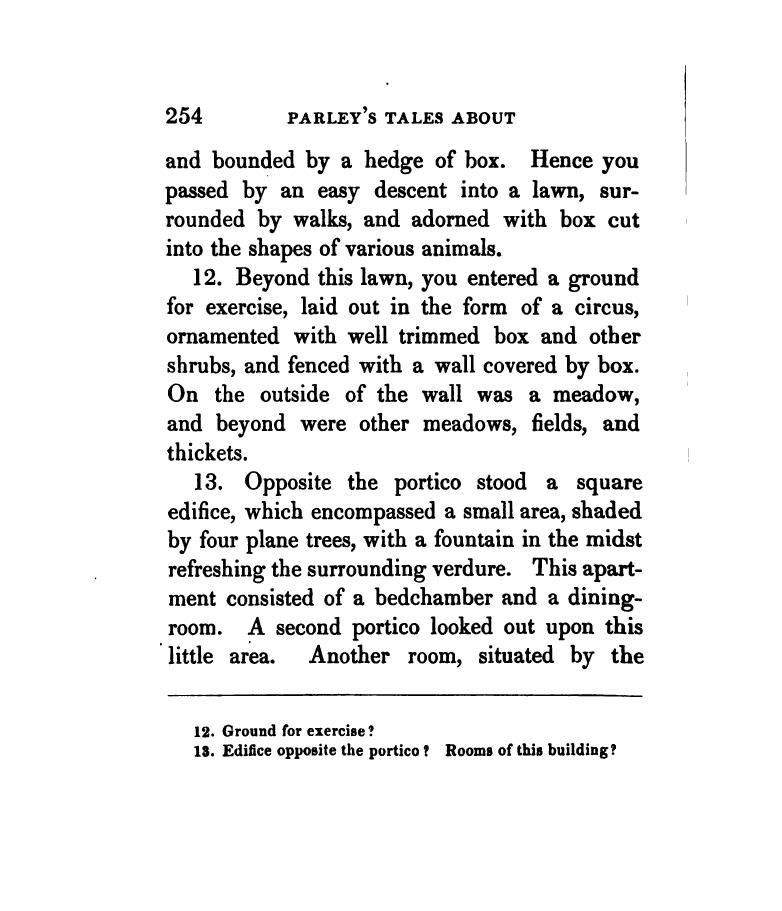 254 PARLEY'S TALES ABOUT
and bounded by a hedge of box. Hence you
passed by an easy descent into a lawn, sur-
rounded by walks, and adorned with box cut
into the shapes of various animals.
12. Beyond this lawn, you entered a ground
for exercise, laid out in the form of a circus,
ornamented with well trimmed box and other
shrubs, and fenced with a wall covered by box.
On the outside of the wall was a meadow,
and beyond were other meadows, fields, and
thickets.
13. Opposite the portico stood a square
edifice, which encompassed a small area, shaded
by four plane trees, with a fountain in the midst
refreshing the surrounding verdure. This apart-
ment consisted of a bedchamber and a dining-
room. A second portico looked out upon this
little area. Another room, situated by the
12. Ground for exercise?
13. Edifice opposite the portico? Rooms of this building?